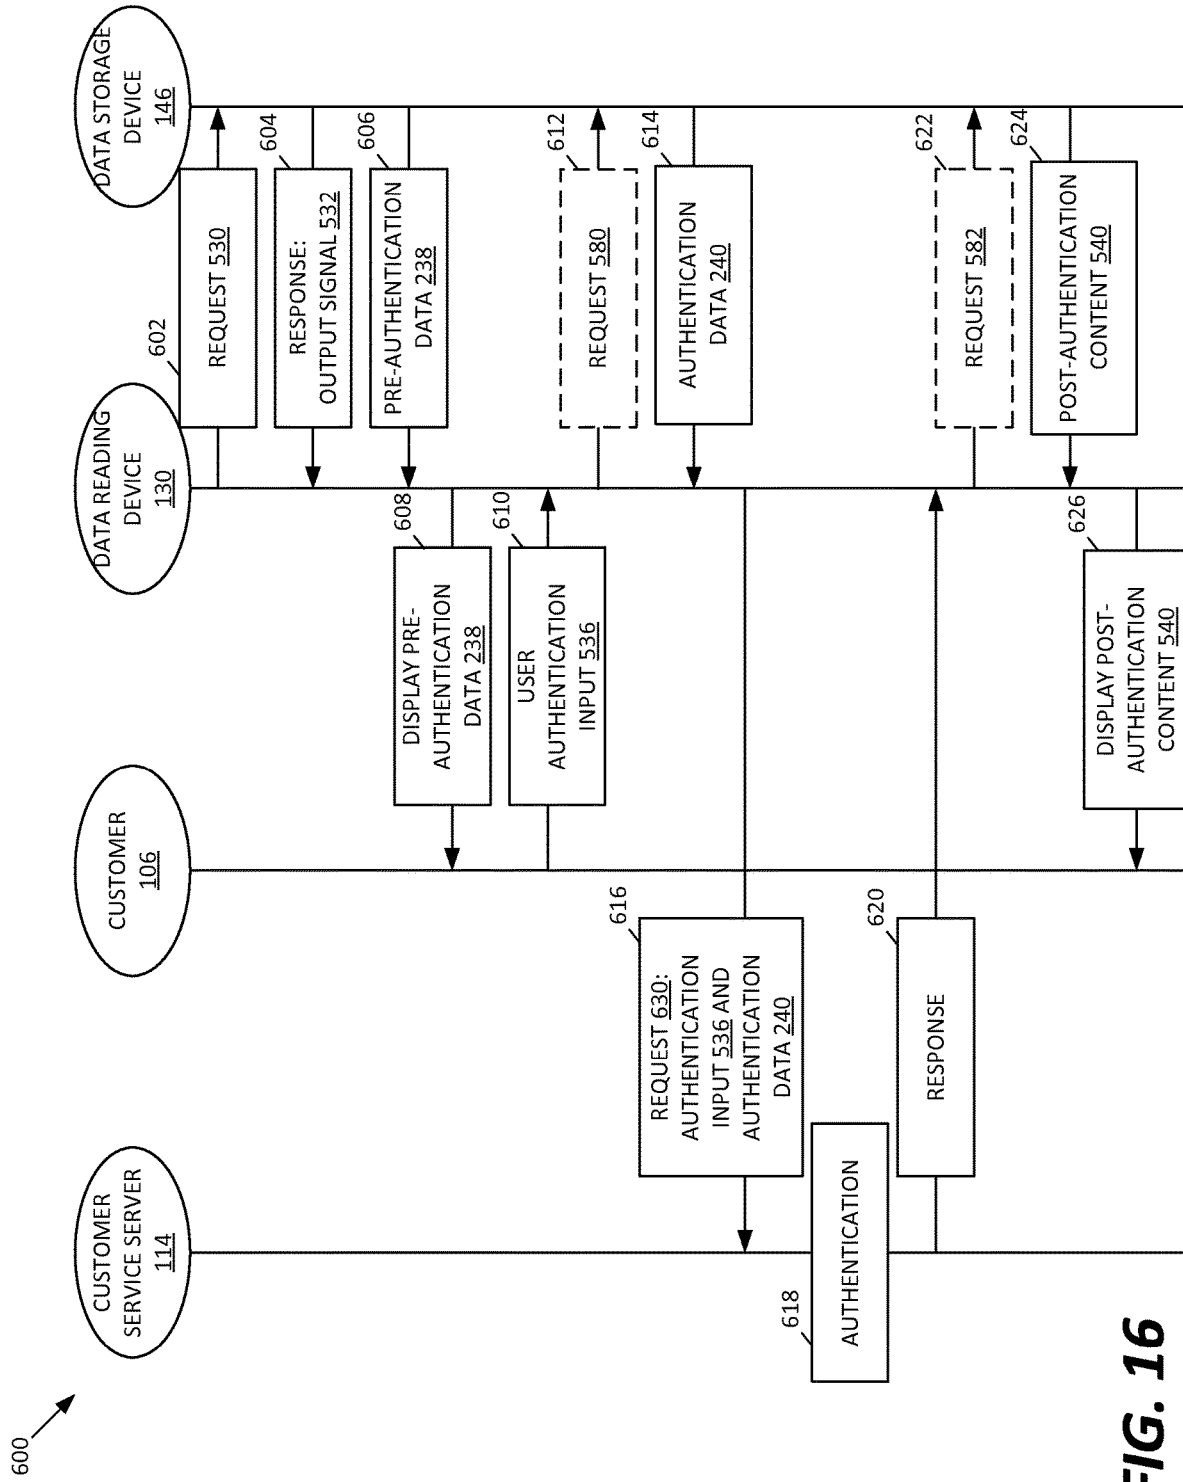 600
CUSTOMER
SERVICE SERVER
114
CUSTOMER
106
DATA READING
DEVICE
130
DATA STORAGE
DEVICE
146
602
REQUEST 530
604
RESPONSE:
OUTPUT SIGNAL 532
606
PRE-AUTHENTICATION
DATA 238
608
DISPLAY PRE-
AUTHENTICATION
DATA 238
610
USER
AUTHENTICATION
INPUT 536
612
REQUEST 580
614
AUTHENTICATION
DATA 240
616
REQUEST 630:
AUTHENTICATION
INPUT 536 AND
AUTHENTICATION
DATA 240
618
AUTHENTICATION
620
RESPONSE
622
REQUEST 582
624
POST-AUTHENTICATION
CONTENT 540
626
DISPLAY POST-
AUTHENTICATION
CONTENT 540
FIG. 16